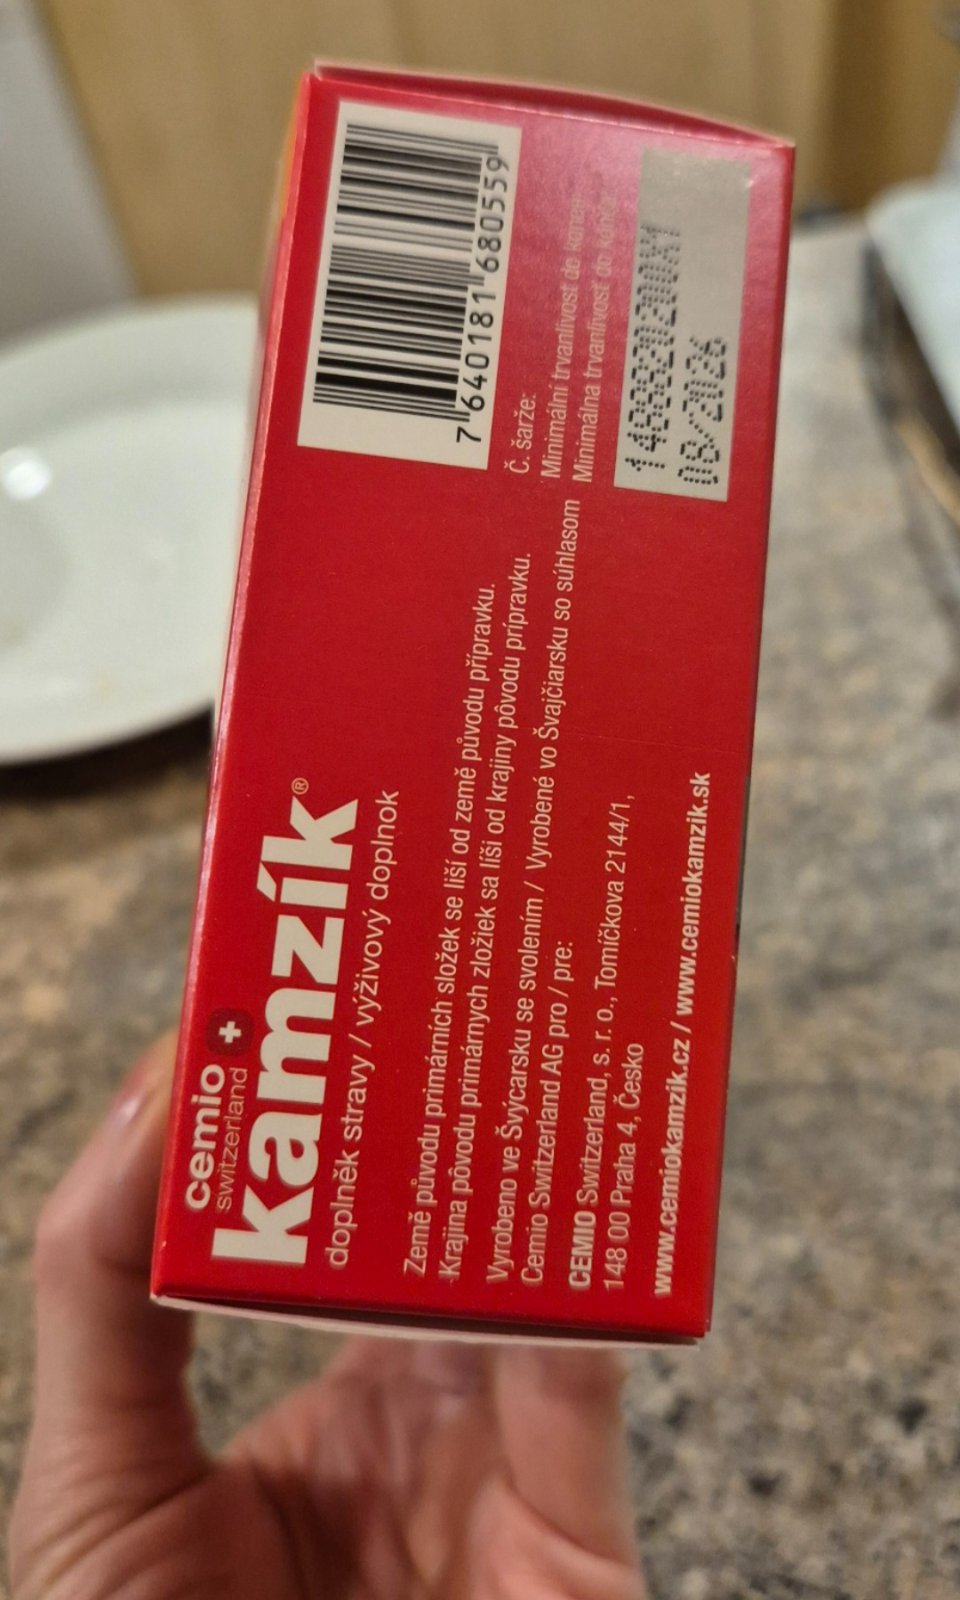 cemio
switzerland
kamzík®
doplněk stravy / výživový doplnok
Země původu primárních složek se liší od země původu přípravku.
Krajina pôvodu primárnych zložiek sa líši od krajiny pôvodu prípravku.
Vyrobeno ve Švýcarsku se svolením / Vyrobené vo Švajčiarsku so súhlasom
Cemio Switzerland AG pro / pre:
CEMIO Switzerland, s. r. o., Tomíčkova 2144/1,
148 00 Praha 4, Česko
www.cemiokamzik.cz / www.cemiokamzik.sk
7 640181 680559
Č. šarže:
Minimální trvanlivost do konce:
Minimálna trvanlivosť do konca:
08/2026